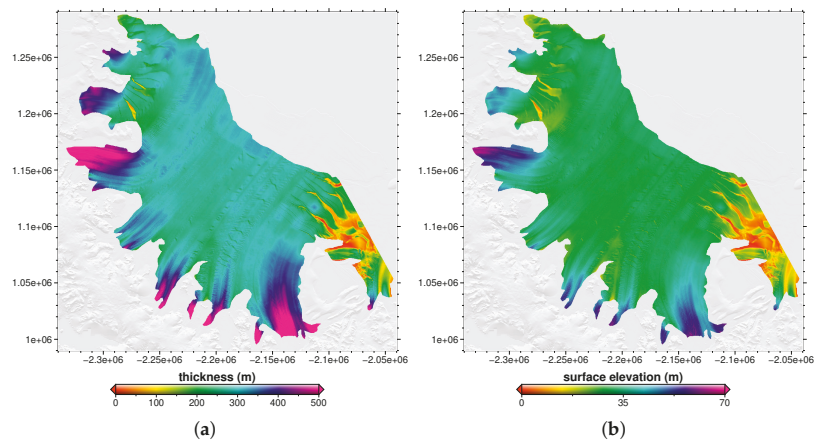 1.25e+06
1.2e+06
1.15e+06
1.1e+06
1.05e+06
1e+06
−2.3e+06 −2.25e+06 −2.2e+06 −2.15e+06 −2.1e+06 −2.05e+06
thickness (m)
0 100 200 300 400 500
(a)
1.25e+06
1.2e+06
1.15e+06
1.1e+06
1.05e+06
1e+06
−2.3e+06 −2.25e+06 −2.2e+06 −2.15e+06 −2.1e+06 −2.05e+06
surface elevation (m)
0 35 70
(b)